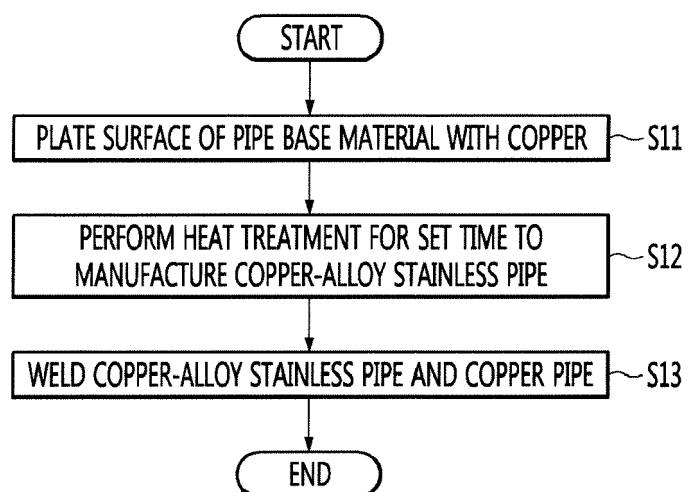 START
PLATE SURFACE OF PIPE BASE MATERIAL WITH COPPER S11
PERFORM HEAT TREATMENT FOR SET TIME TO
MANUFACTURE COPPER-ALLOY STAINLESS PIPE S12
WELD COPPER-ALLOY STAINLESS PIPE AND COPPER PIPE S13
END